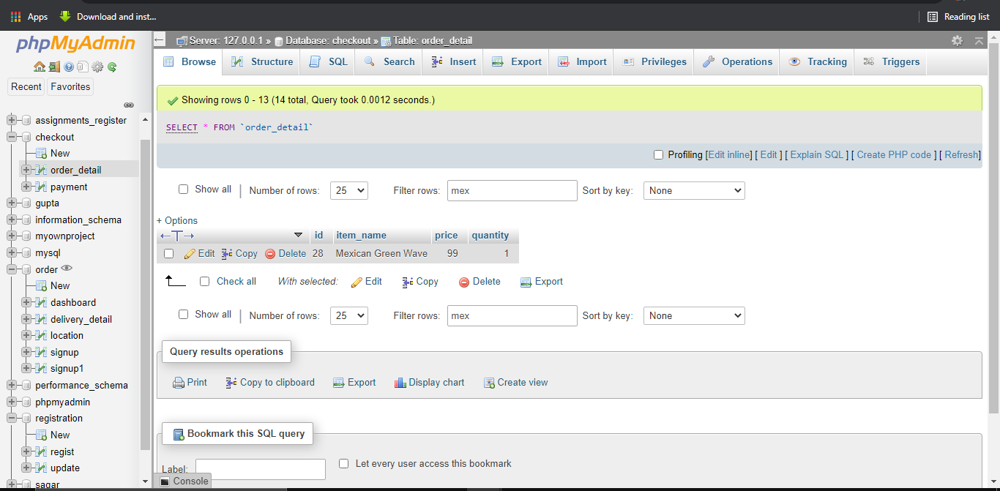 Apps
Download and inst...
Reading list
phpMyAdmin
Recent
Favorites
assignments_register
checkout
New
order_detail
payment
gupta
information_schema
myownproject
mysql
order
New
dashboard
delivery_detail
location
signup
signup1
performance_schema
phpmyadmin
registration
New
regist
update
sagar
Server: 127.0.0.1 » Database: checkout » Table: order_detail
Browse Structure SQL Search Insert Export Import Privileges Operations Tracking Triggers
Showing rows 0 - 13 (14 total, Query took 0.0012 seconds.)
SELECT * FROM `order_detail`
Profiling [Edit inline] [ Edit ] [ Explain SQL ] [ Create PHP code ] [ Refresh]
Show all | Number of rows: 25 Filter rows: mex Sort by key: None
+ Options
←T→ id item_name price quantity
Edit Copy Delete 28 Mexican Green Wave 99 1
Check all With selected: Edit Copy Delete Export
Show all | Number of rows: 25 Filter rows: mex Sort by key: None
Query results operations
Print Copy to clipboard Export Display chart Create view
Bookmark this SQL query
Label: Let every user access this bookmark
Console